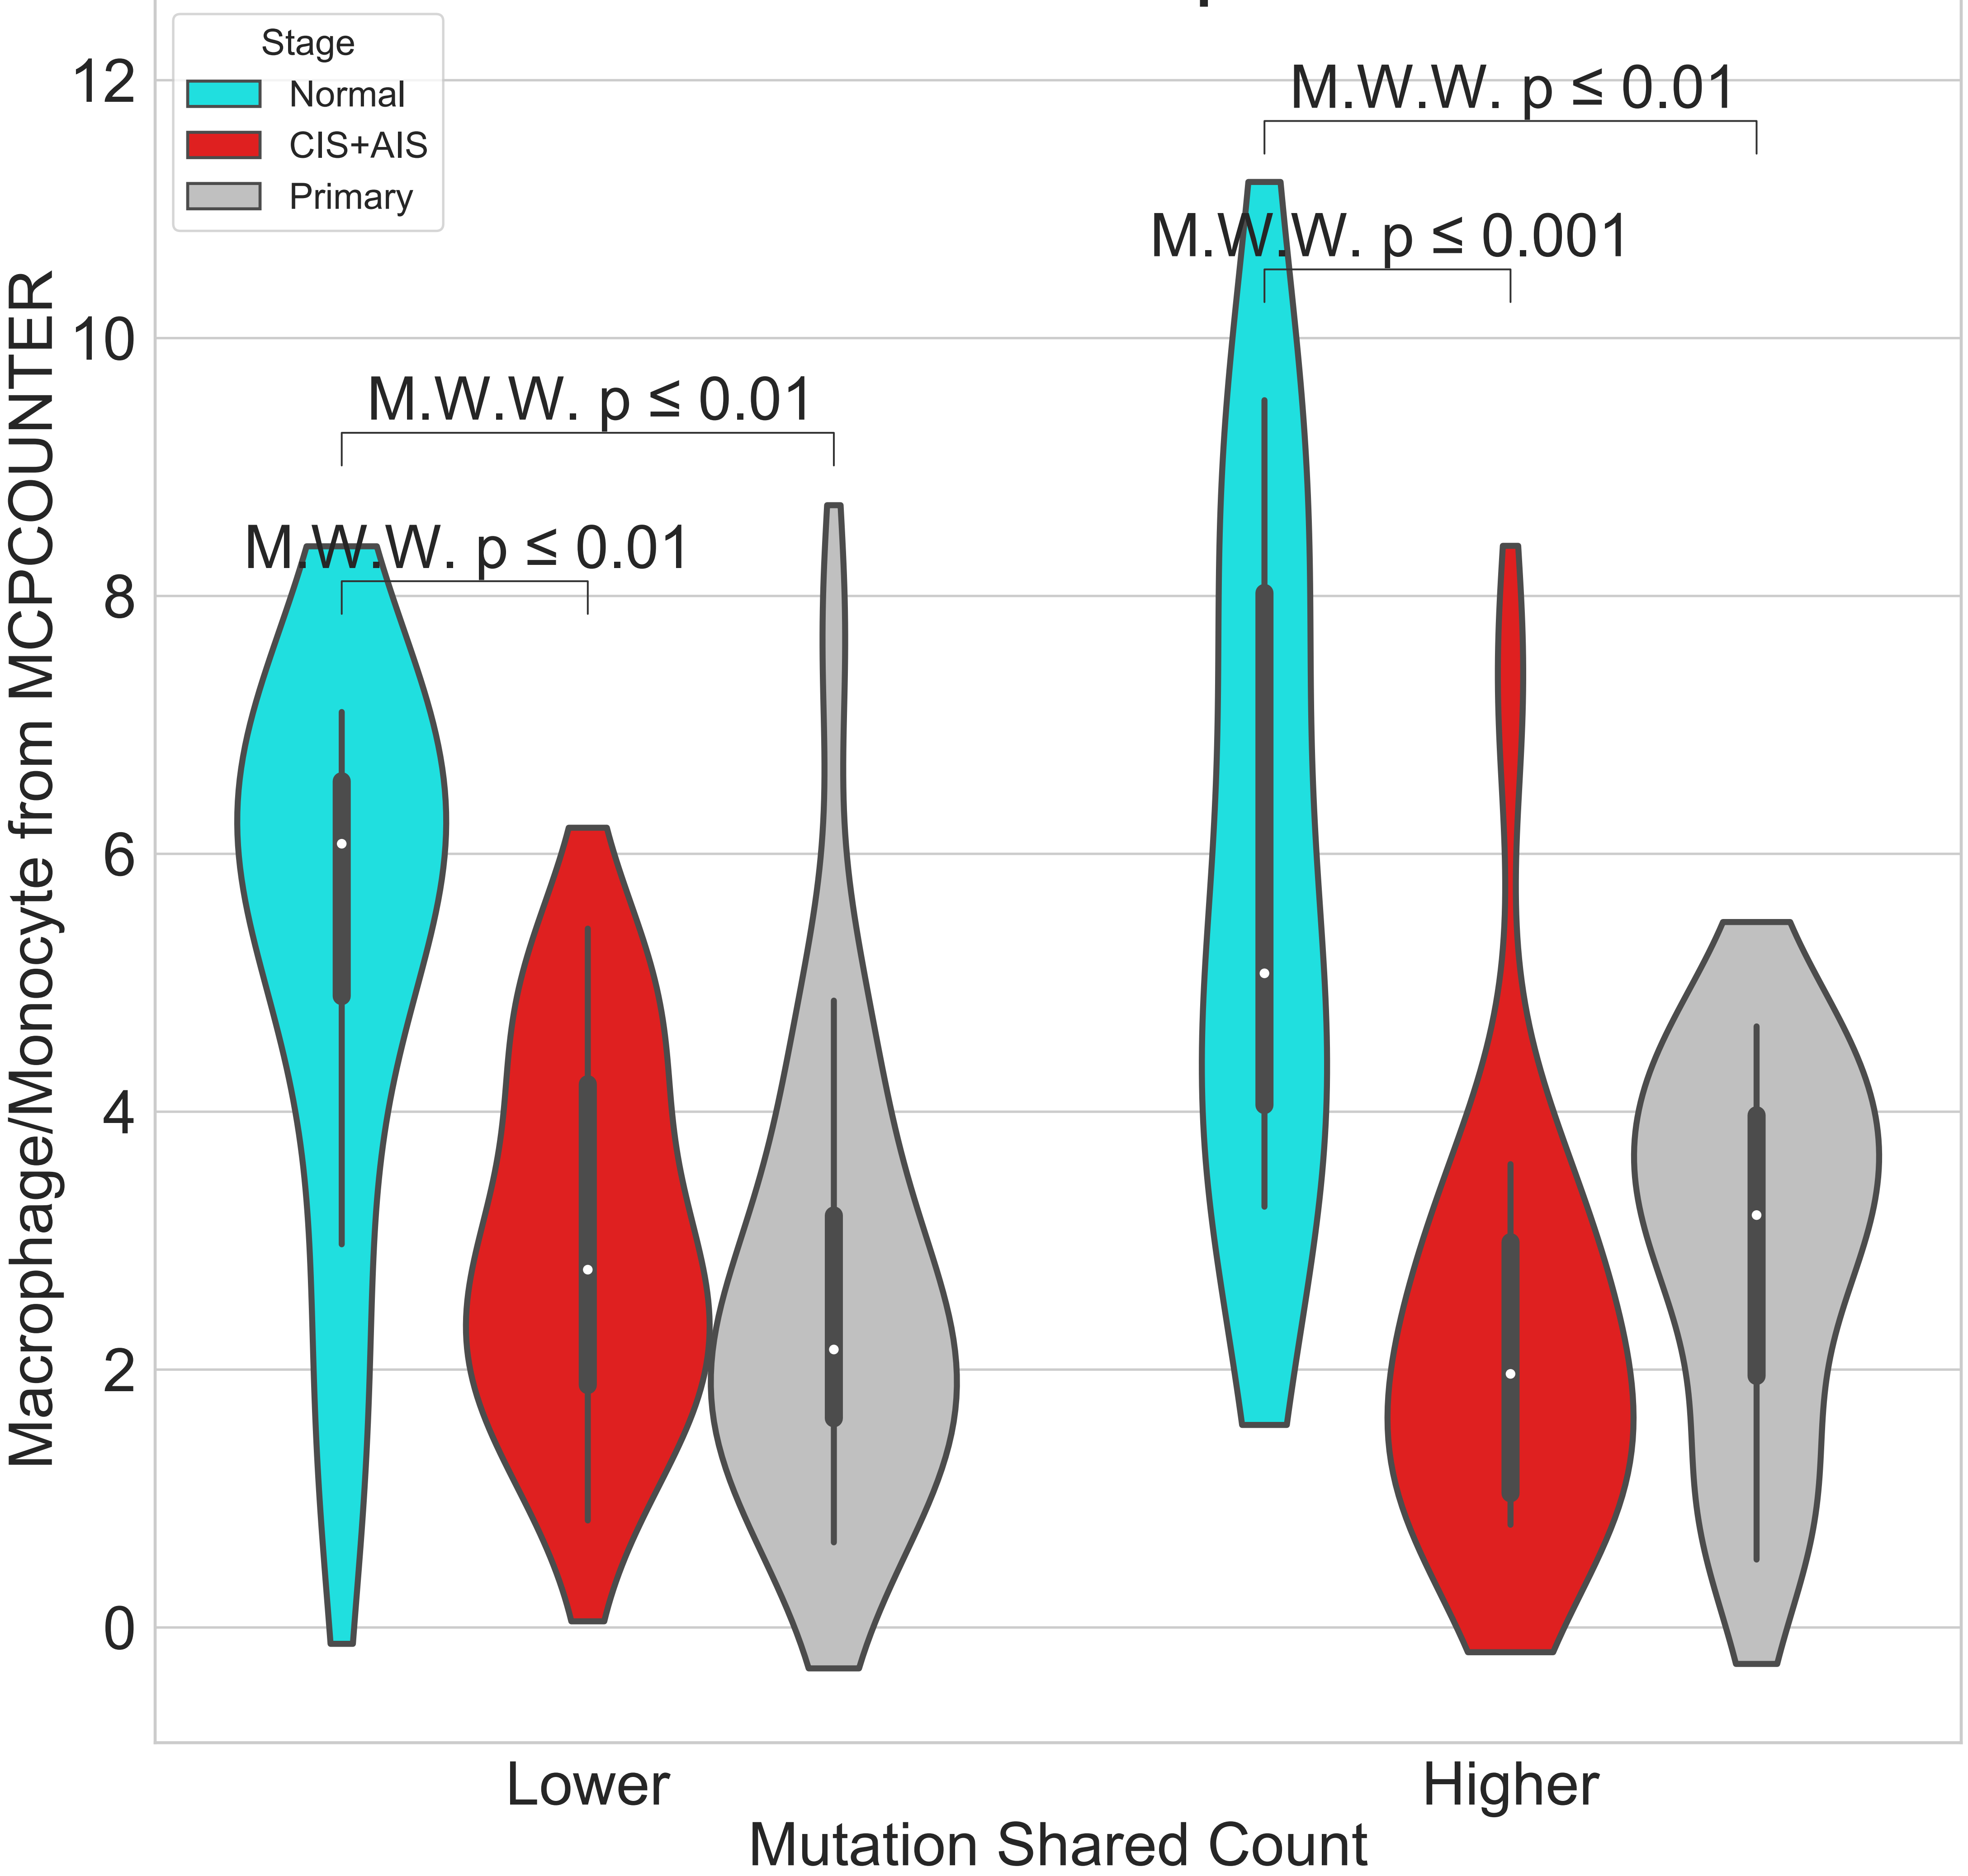 Stage
Normal
CIS+AIS
Primary
M.W.W. p ≤ 0.01
M.W.W. p ≤ 0.001
M.W.W. p ≤ 0.01
M.W.W. p ≤ 0.01
12
10
8
6
4
2
0
Macrophage/Monocyte from MCPCOUNTER
Lower
Higher
Mutation Shared Count